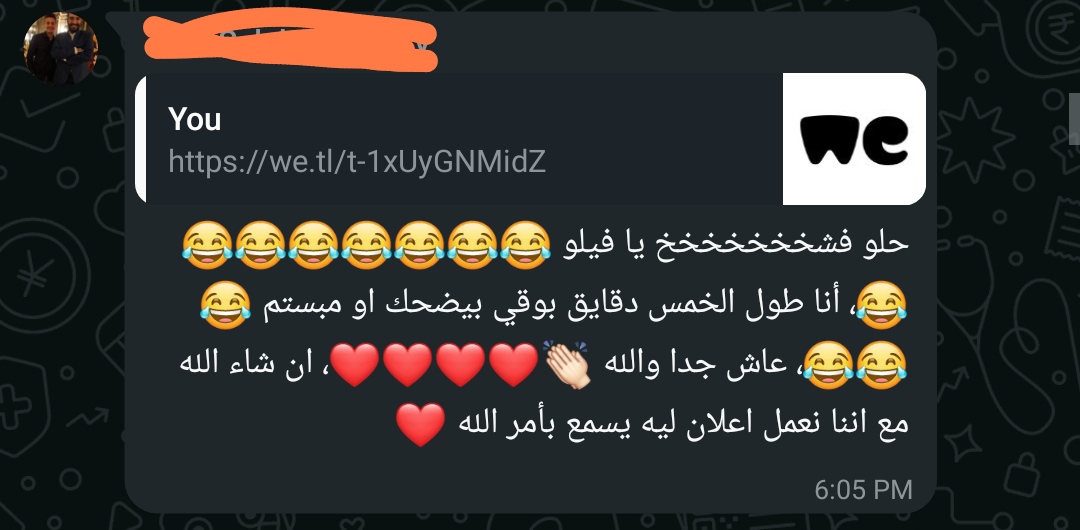 You
https://we.tl/t-1xUyGNMidZ
we
حلو فشخخخخخخخ يا فيلو 😂😂😂😂😂😂😂
😂، أنا طول الخمس دقايق بوقي بيضحك او مبستم 😂
😂😂، عاش جدا والله 👏🏻❤️❤️❤️❤️، ان شاء الله
مع اننا نعمل اعلان ليه يسمع بأمر الله ❤️
6:05 PM